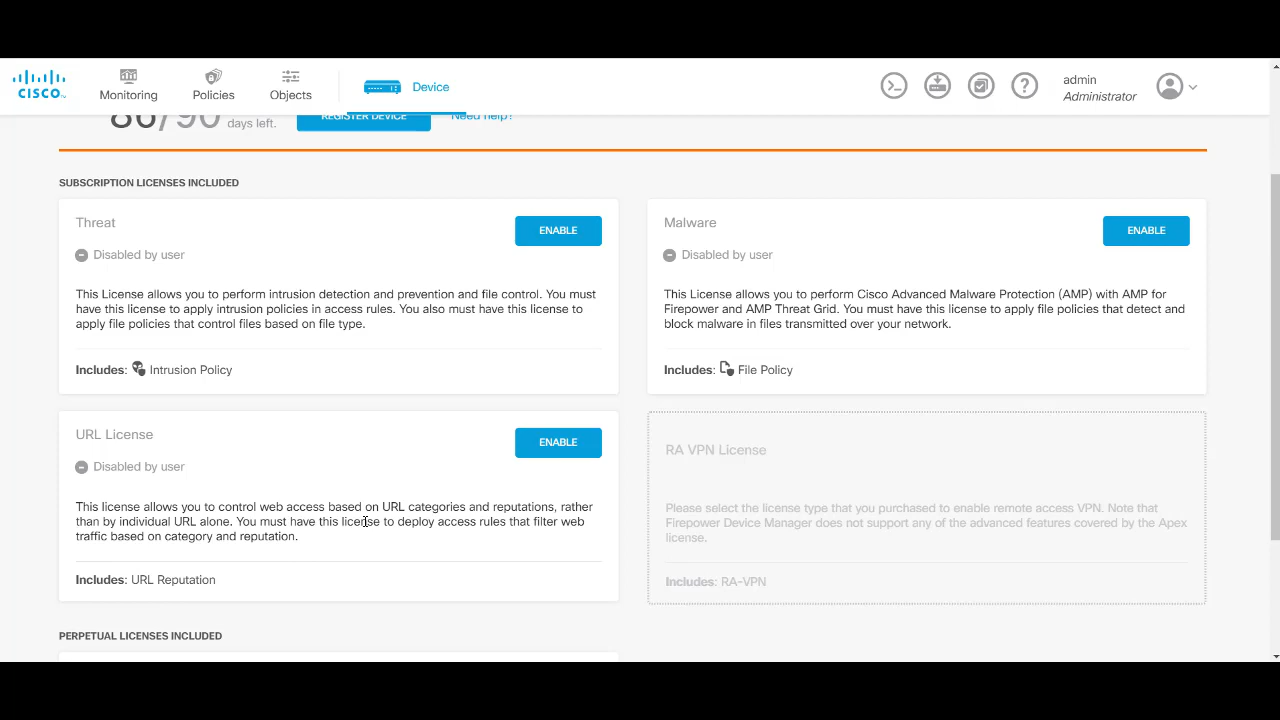 CISCO
Monitoring
Policies
Objects
Device
admin
Administrator
86/90 days left.
REGISTER DEVICE
Need help?
SUBSCRIPTION LICENSES INCLUDED
Threat
ENABLE
Disabled by user
This License allows you to perform intrusion detection and prevention and file control. You must
have this license to apply intrusion policies in access rules. You also must have this license to
apply file policies that control files based on file type.
Includes: Intrusion Policy
Malware
ENABLE
Disabled by user
This License allows you to perform Cisco Advanced Malware Protection (AMP) with AMP for
Firepower and AMP Threat Grid. You must have this license to apply file policies that detect and
block malware in files transmitted over your network.
Includes: File Policy
URL License
ENABLE
Disabled by user
This license allows you to control web access based on URL categories and reputations, rather
than by individual URL alone. You must have this license to deploy access rules that filter web
traffic based on category and reputation.
Includes: URL Reputation
RA VPN License
Please select the license type that you purchased to enable remote access VPN. Note that
Firepower Device Manager does not support any of the advanced features covered by the Apex
license.
Includes: RA-VPN
PERPETUAL LICENSES INCLUDED